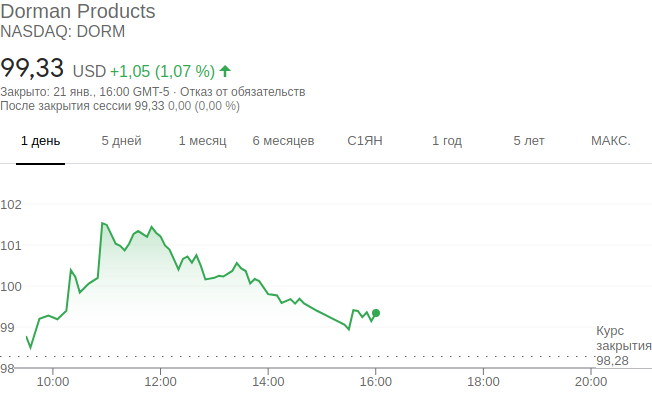 Dorman Products
NASDAQ: DORM
99,33 USD +1,05 (1,07 %)
Закрыто: 21 янв., 16:00 GMT-5 · Отказ от обязательств
После закрытия сессии 99,33 0,00 (0,00 %)
1 день 5 дней 1 месяц 6 месяцев С1ЯН 1 год 5 лет МАКС.
102
101
100
99
Курс
закрытия
98,28
98
10:00 12:00 14:00 16:00 18:00 20:00